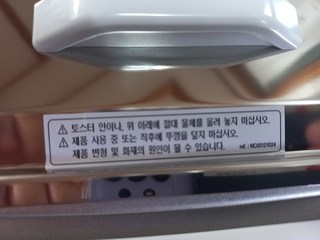 ⚠ 토스터 안이나, 위 아래에 절대 물체를 올려 놓지 마십시오.
⚠ 제품 사용 중 또는 직후에 뚜껑을 덮지 마십시오.
제품 변형 및 화재의 원인이 될 수 있습니다. ref. : NC00121024